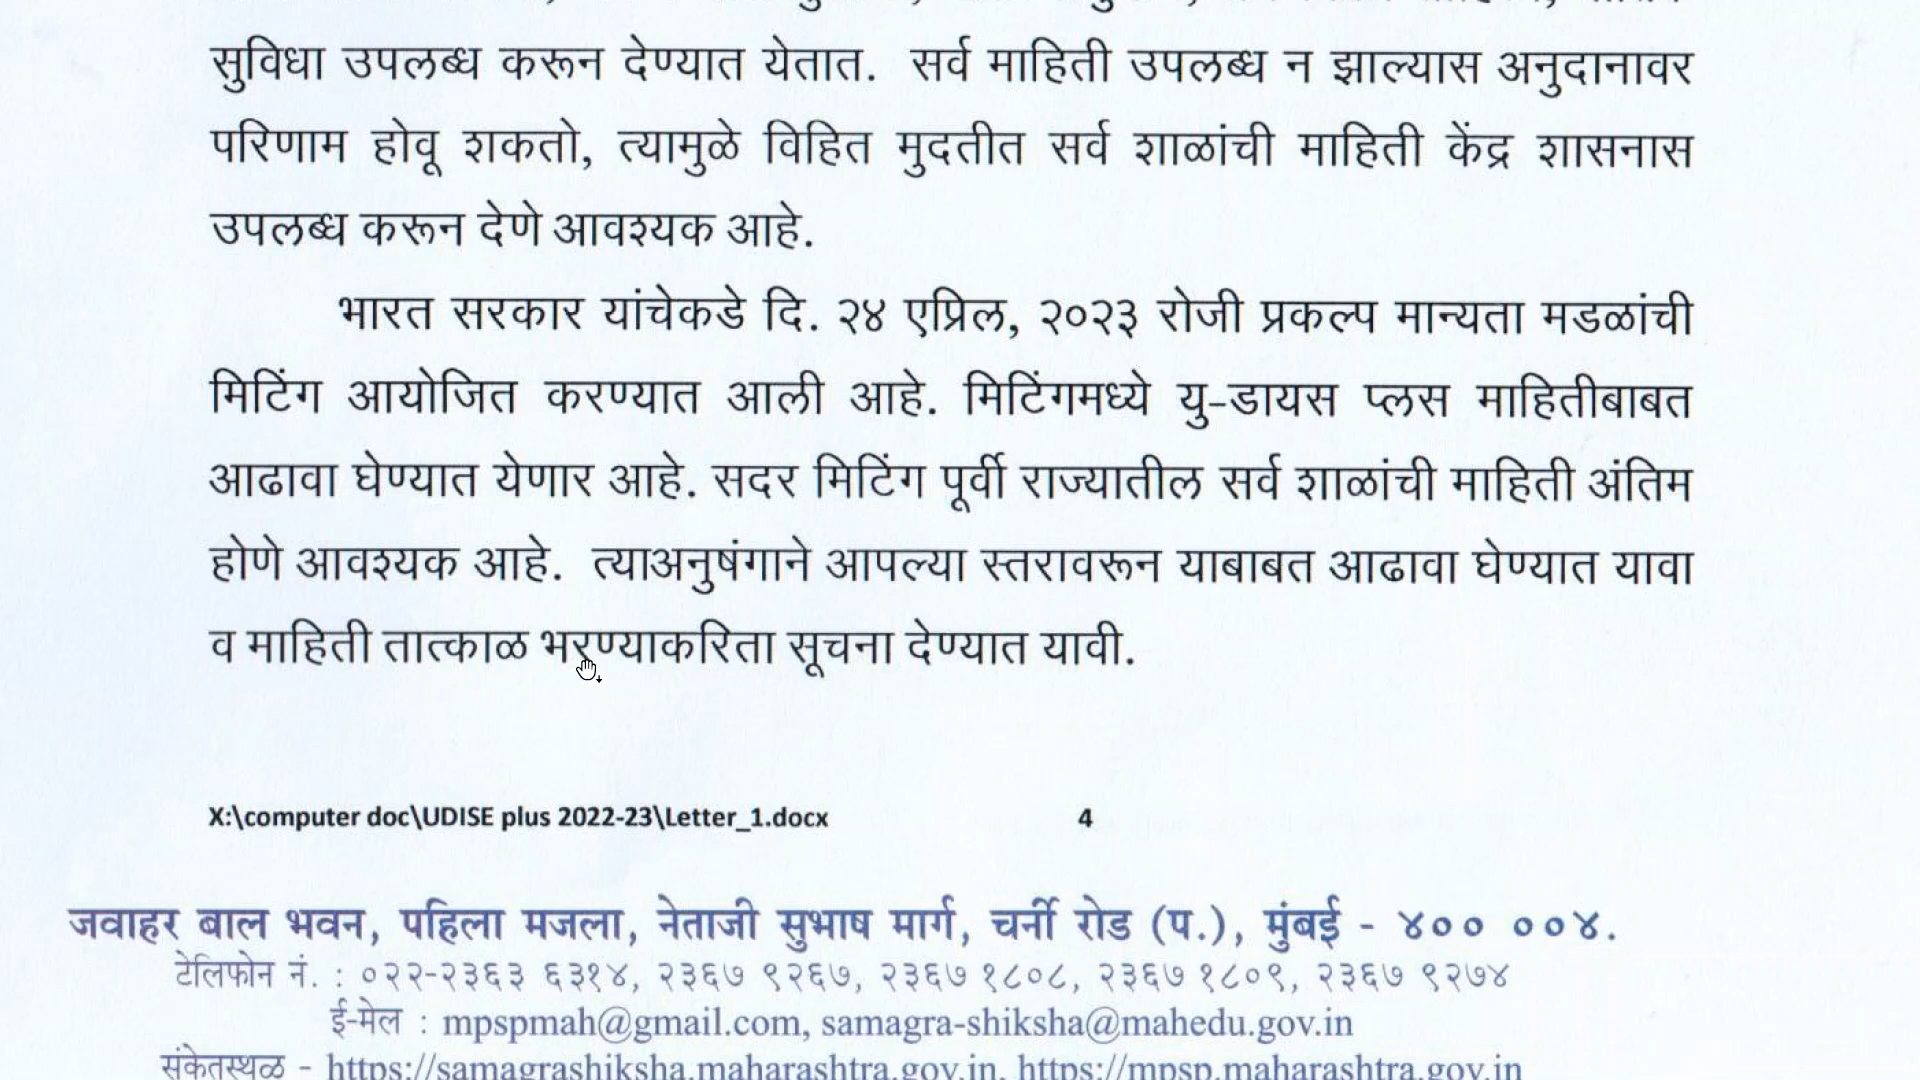 सुविधा उपलब्ध करून देण्यात येतात. सर्व माहिती उपलब्ध न झाल्यास अनुदानावर
परिणाम होवू शकतो, त्यामुळे विहित मुदतीत सर्व शाळांची माहिती केंद्र शासनास
उपलब्ध करून देणे आवश्यक आहे.
भारत सरकार यांचेकडे दि. २४ एप्रिल, २०२३ रोजी प्रकल्प मान्यता मडळांची
मिटिंग आयोजित करण्यात आली आहे. मिटिंगमध्ये यु-डायस प्लस माहितीबाबत
आढावा घेण्यात येणार आहे. सदर मिटिंग पूर्वी राज्यातील सर्व शाळांची माहिती अंतिम
होणे आवश्यक आहे. त्याअनुषंगाने आपल्या स्तरावरून याबाबत आढावा घेण्यात यावा
व माहिती तात्काळ भरण्याकरिता सूचना देण्यात यावी.
X:\computer doc\UDISE plus 2022-23\Letter_1.docx 4
जवाहर बाल भवन, पहिला मजला, नेताजी सुभाष मार्ग, चर्नी रोड (प.), मुंबई - ४०० ००४.
टेलिफोन नं. : ०२२-२३६३ ६३१४, २३६७ ९२६७, २३६७ १८०८, २३६७ १८०९, २३६७ ९२७४
ई-मेल : mpspmah@gmail.com, samagra-shiksha@mahedu.gov.in
संकेतस्थळ - https://samagrashiksha.maharashtra.gov.in, https://mpsp.maharashtra.gov.in